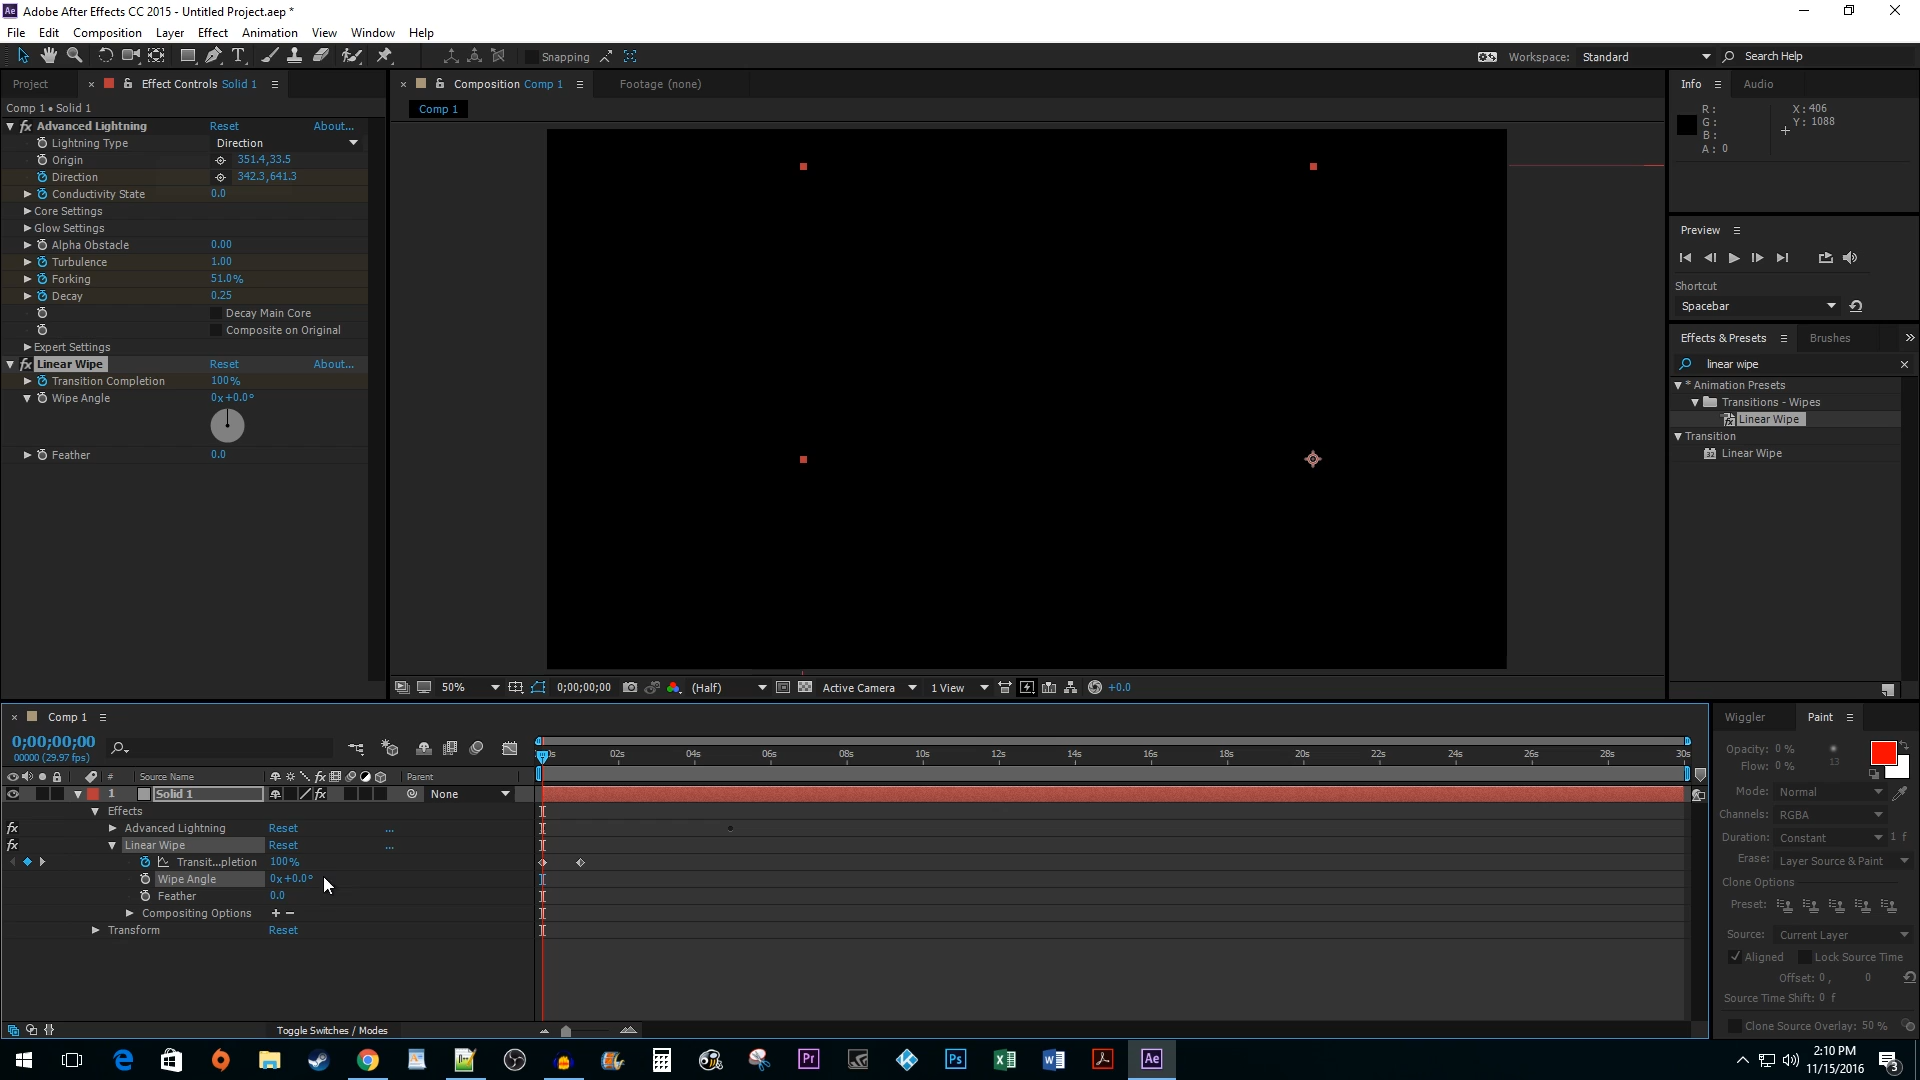 Adobe After Effects CC 2015 - Untitled Project.aep *
File Edit Composition Layer Effect Animation View Window Help
Snapping
Workspace: Standard
Search Help
Project
Effect Controls Solid 1
Comp 1 • Solid 1
Advanced Lightning Reset About...
Lightning Type Direction
Origin 351.4,33.5
Direction 342.3,641.3
Conductivity State 0.0
Core Settings
Glow Settings
Alpha Obstacle 0.00
Turbulence 1.00
Forking 51.0%
Decay 0.25
Decay Main Core
Composite on Original
Expert Settings
Linear Wipe Reset About...
Transition Completion 100%
Wipe Angle 0x+0.0°
Feather 0.0
Composition Comp 1
Footage (none)
Comp 1
50% 0;00;00;00 (Half) Active Camera 1 View +0.0
Info Audio
R:
G:
B:
A: 0
X: 406
Y: 1088
Preview
Shortcut
Spacebar
Effects & Presets Brushes
linear wipe
* Animation Presets
Transitions - Wipes
Linear Wipe
Transition
Linear Wipe
Comp 1
0;00;00;00
00000 (29.97 fps)
02s 04s 06s 08s 10s 12s 14s 16s 18s 20s 22s 24s 26s 28s 30s
# Source Name Parent
1 Solid 1 None
Effects
Advanced Lightning Reset ...
Linear Wipe Reset ...
Transit...pletion 100%
Wipe Angle 0x+0.0°
Feather 0.0
Compositing Options + -
Transform Reset
Toggle Switches / Modes
Wiggler Paint
Opacity: 0 %
Flow: 0 %
13
Mode: Normal
Channels: RGBA
Duration: Constant 1 f
Erase: Layer Source & Paint
Clone Options
Preset:
Source: Current Layer
Aligned Lock Source Time
Offset: 0 , 0
Source Time Shift: 0 f
Clone Source Overlay: 50 %
2:10 PM
11/15/2016
3